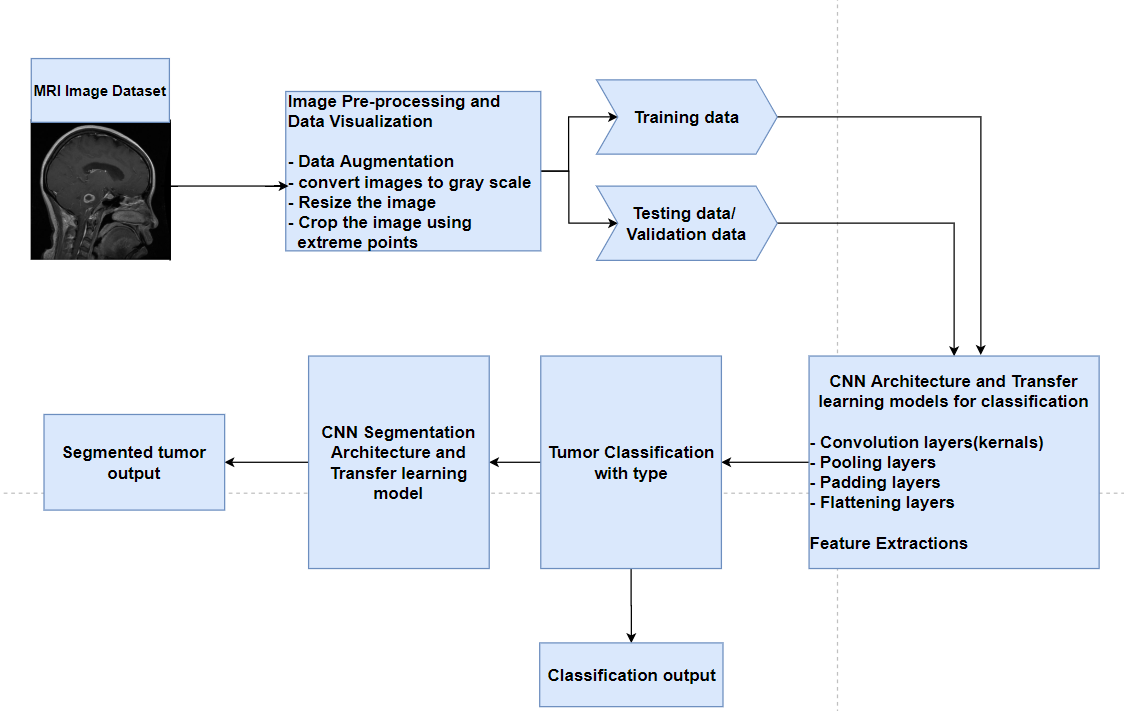 MRI Image Dataset
Image Pre-processing and
Data Visualization
- Data Augmentation
- convert images to gray scale
- Resize the image
- Crop the image using
extreme points
Training data
Testing data/
Validation data
CNN Architecture and Transfer
learning models for classification
- Convolution layers(kernals)
- Pooling layers
- Padding layers
- Flattening layers
Feature Extractions
Tumor Classification
with type
CNN Segmentation
Architecture and
Transfer learning
model
Segmented tumor
output
Classification output